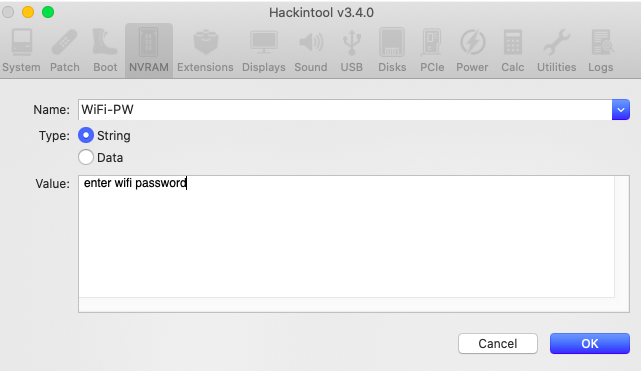 Hackintool v3.4.0
System Patch Boot NVRAM Extensions Displays Sound USB Disks PCIe Power Calc Utilities Logs
Name: WiFi-PW
Type: String
Data
Value: enter wifi password
Cancel OK